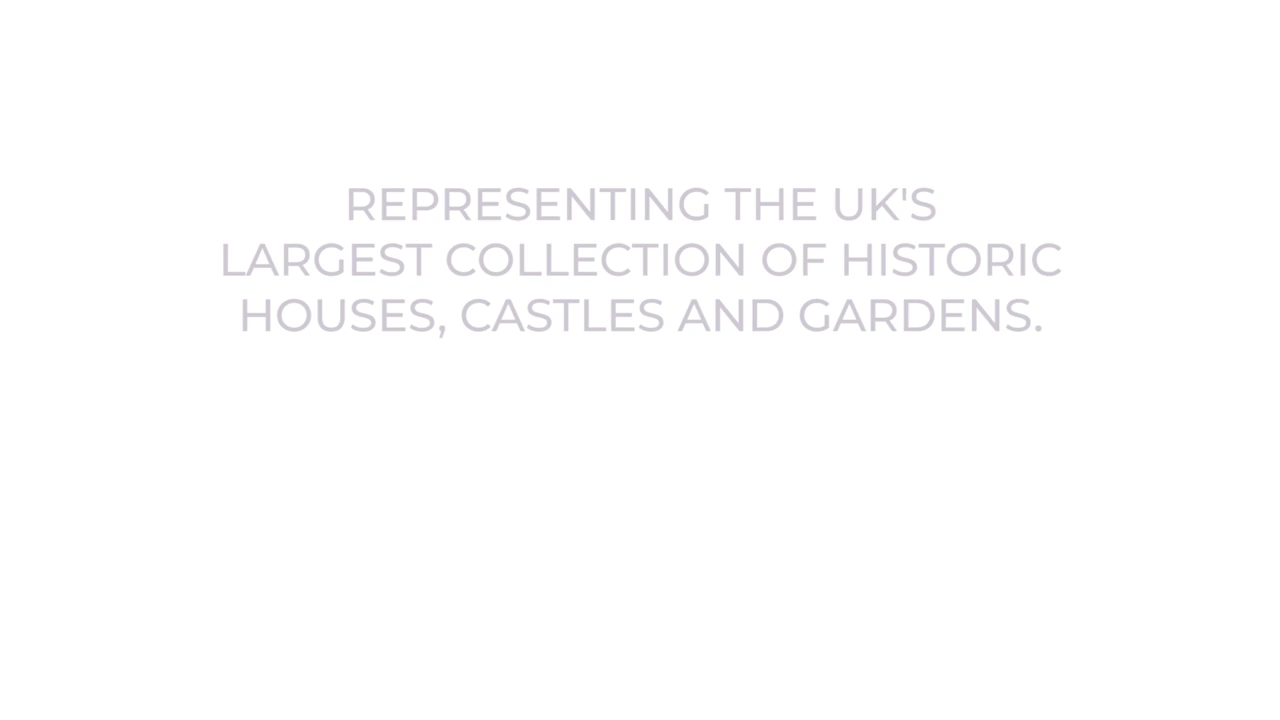 REPRESENTING THE UK'S
LARGEST COLLECTION OF HISTORIC
HOUSES, CASTLES AND GARDENS.